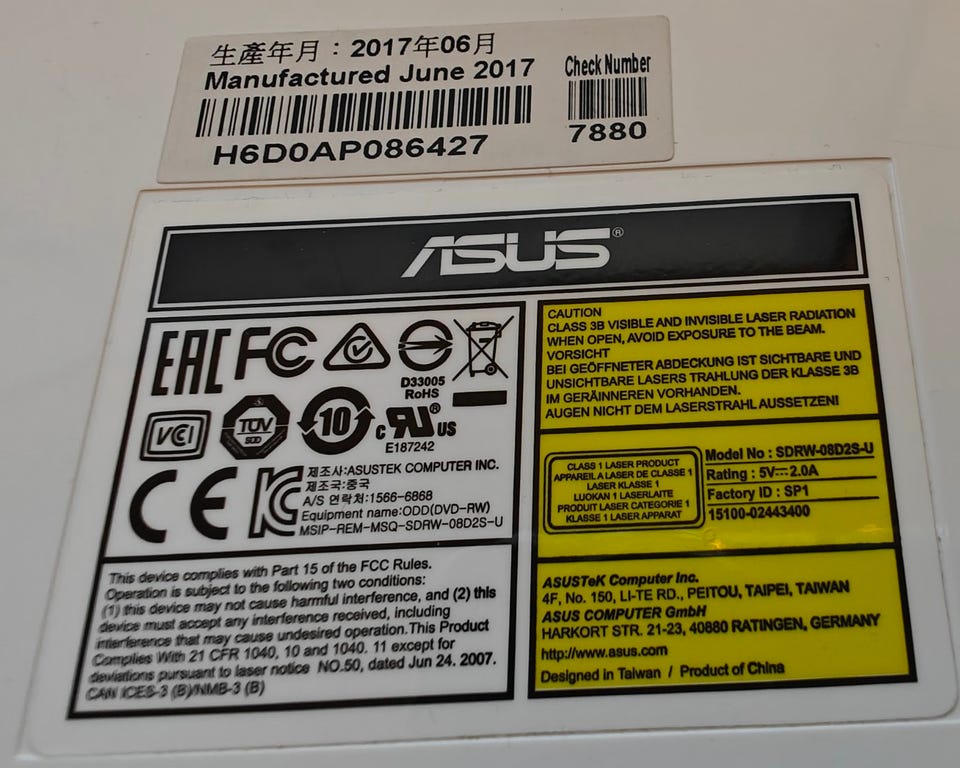 生產年月：2017年06月
Manufactured June 2017
H6D0AP086427
Check Number
7880
ASUS®
EAC FC
D33005
RoHS
VCI
TÜV
SÜD
10
c RU® US
E187242
CE
KC
제조사:ASUSTEK COMPUTER INC.
제조국:중국
A/S 연락처:1566-6868
Equipment name:ODD(DVD-RW)
MSIP-REM-MSQ-SDRW-08D2S-U
This device complies with Part 15 of the FCC Rules.
Operation is subject to the following two conditions:
(1) this device may not cause harmful interference, and (2) this
device must accept any interference received, including
interference that may cause undesired operation.This Product
Complies With 21 CFR 1040, 10 and 1040. 11 except for
deviations pursuant to laser notice NO.50, dated Jun 24. 2007.
CAN ICES-3 (B)/NMB-3 (B)
CAUTION
CLASS 3B VISIBLE AND INVISIBLE LASER RADIATION
WHEN OPEN, AVOID EXPOSURE TO THE BEAM.
VORSICHT
BEI GEÖFFNETER ABDECKUNG IST SICHTBARE UND
UNSICHTBARE LASERS TRAHLUNG DER KLASSE 3B
IM GERÄINNEREN VORHANDEN.
AUGEN NICHT DEM LASERSTRAHL AUSSETZEN!
CLASS 1 LASER PRODUCT
APPAREIL A LASER DE CLASSE 1
LASER KLASSE 1
LUOKAN 1 LASERLAITE
PRODUIT LASER CATEGORIE 1
KLASSE 1 LASER APPARAT
Model No : SDRW-08D2S-U
Rating : 5V⎓2.0A
Factory ID : SP1
15100-02443400
ASUSTeK Computer Inc.
4F, No. 150, LI-TE RD., PEITOU, TAIPEI, TAIWAN
ASUS COMPUTER GmbH
HARKORT STR. 21-23, 40880 RATINGEN, GERMANY
http://www.asus.com
Designed in Taiwan / Product of China